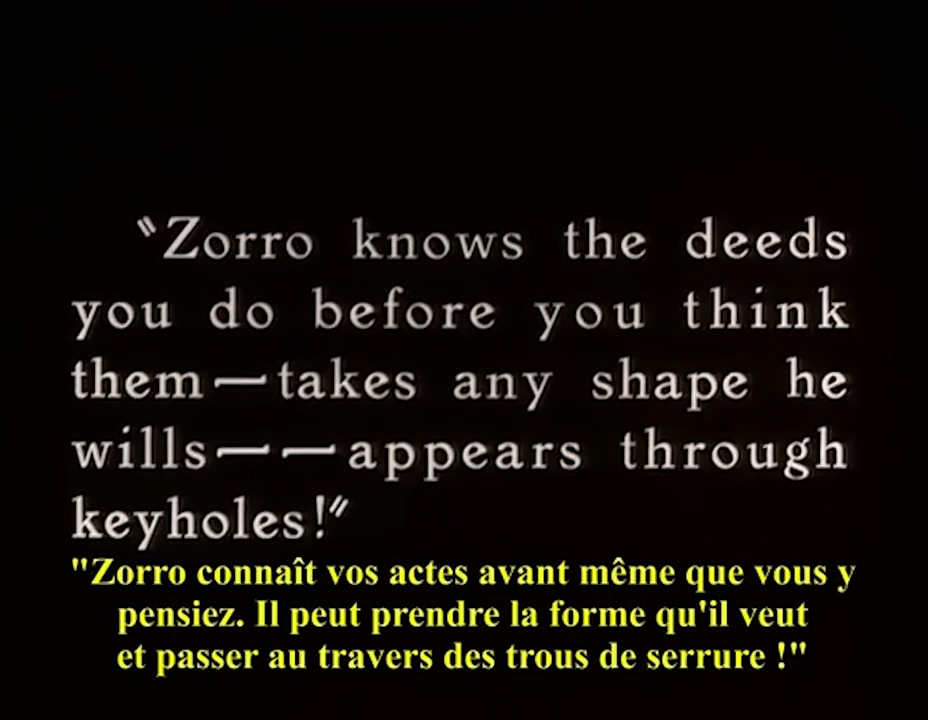 "Zorro knows the deeds
you do before you think
them—takes any shape he
wills——appears through
keyholes!"
"Zorro connaît vos actes avant même que vous y
pensiez. Il peut prendre la forme qu'il veut
et passer au travers des trous de serrure !"